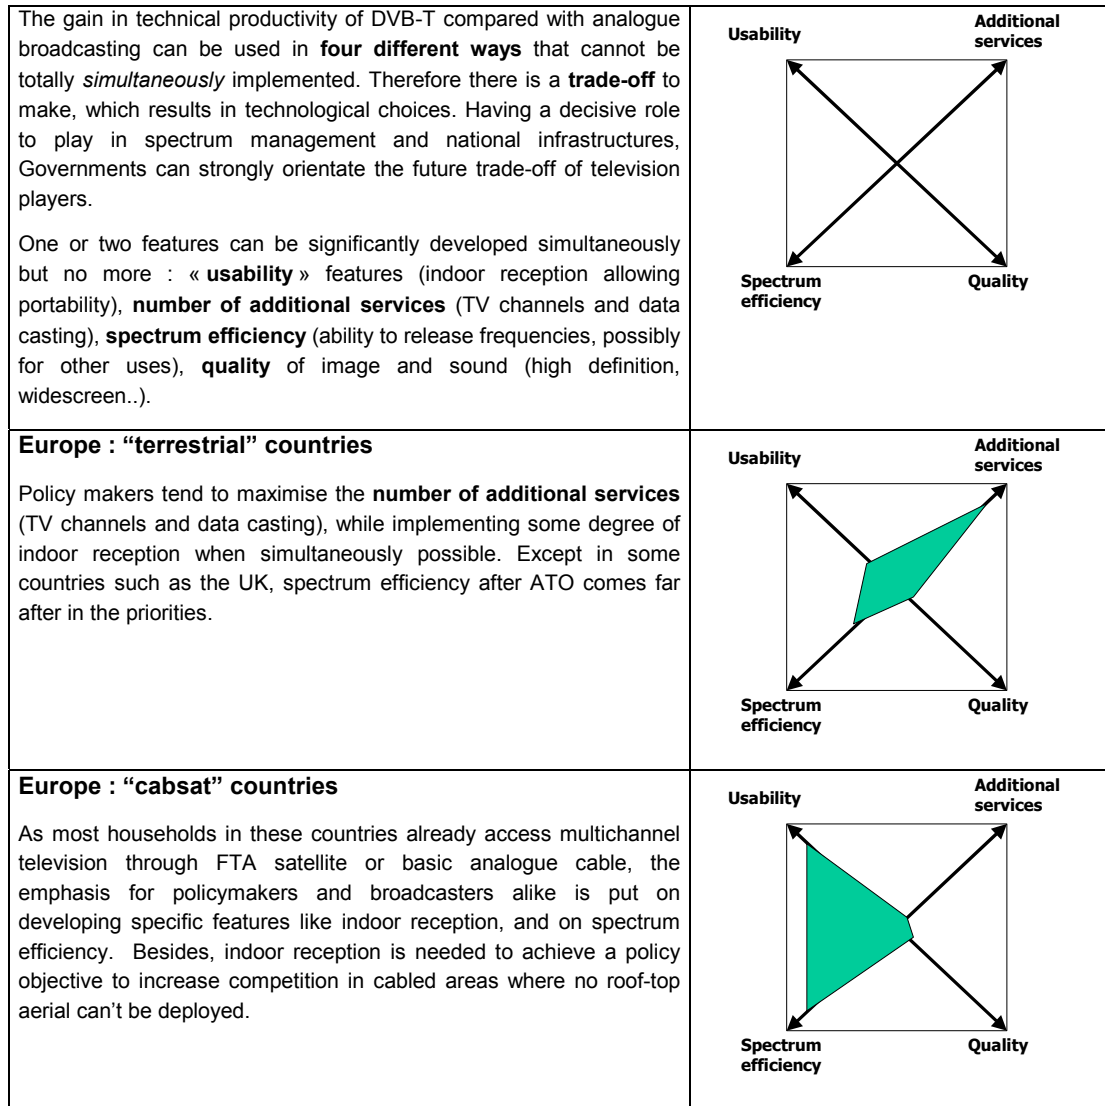 The gain in technical productivity of DVB-T compared with analogue
broadcasting can be used in four different ways that cannot be
totally simultaneously implemented. Therefore there is a trade-off to
make, which results in technological choices. Having a decisive role
to play in spectrum management and national infrastructures,
Governments can strongly orientate the future trade-off of television
players.
One or two features can be significantly developed simultaneously
but no more : « usability » features (indoor reception allowing
portability), number of additional services (TV channels and data
casting), spectrum efficiency (ability to release frequencies, possibly
for other uses), quality of image and sound (high definition,
widescreen..).
Usability
Additional
services
Spectrum
efficiency
Quality
Europe : “terrestrial” countries
Policy makers tend to maximise the number of additional services
(TV channels and data casting), while implementing some degree of
indoor reception when simultaneously possible. Except in some
countries such as the UK, spectrum efficiency after ATO comes far
after in the priorities.
Usability
Additional
services
Spectrum
efficiency
Quality
Europe : “cabsat” countries
As most households in these countries already access multichannel
television through FTA satellite or basic analogue cable, the
emphasis for policymakers and broadcasters alike is put on
developing specific features like indoor reception, and on spectrum
efficiency. Besides, indoor reception is needed to achieve a policy
objective to increase competition in cabled areas where no roof-top
aerial can’t be deployed.
Usability
Additional
services
Spectrum
efficiency
Quality